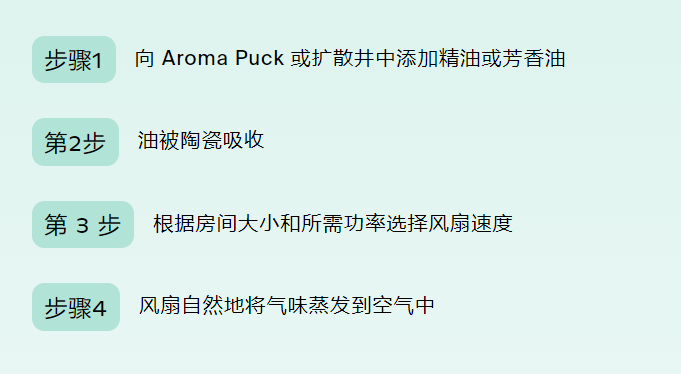 步骤1 向 Aroma Puck 或扩散井中添加精油或芳香油
第2步 油被陶瓷吸收
第 3 步 根据房间大小和所需功率选择风扇速度
步骤4 风扇自然地将气味蒸发到空气中